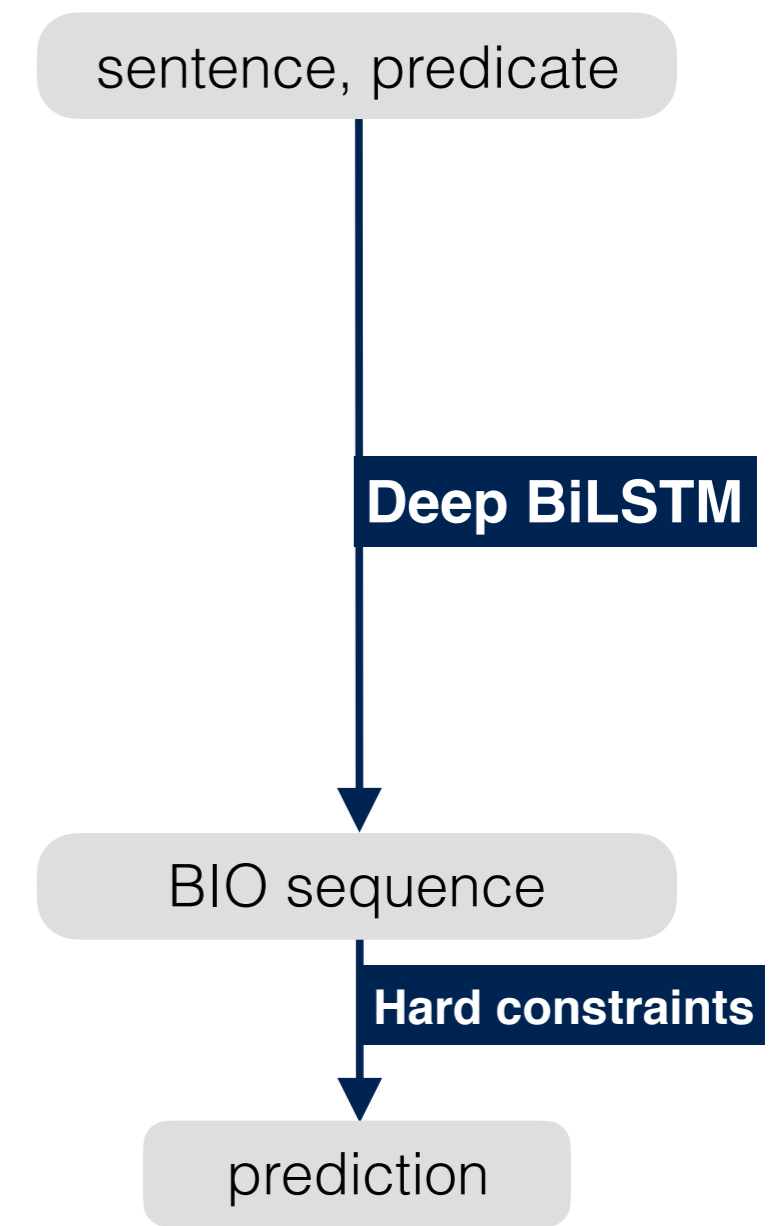 sentence, predicate
Deep BiLSTM
BIO sequence
Hard constraints
prediction